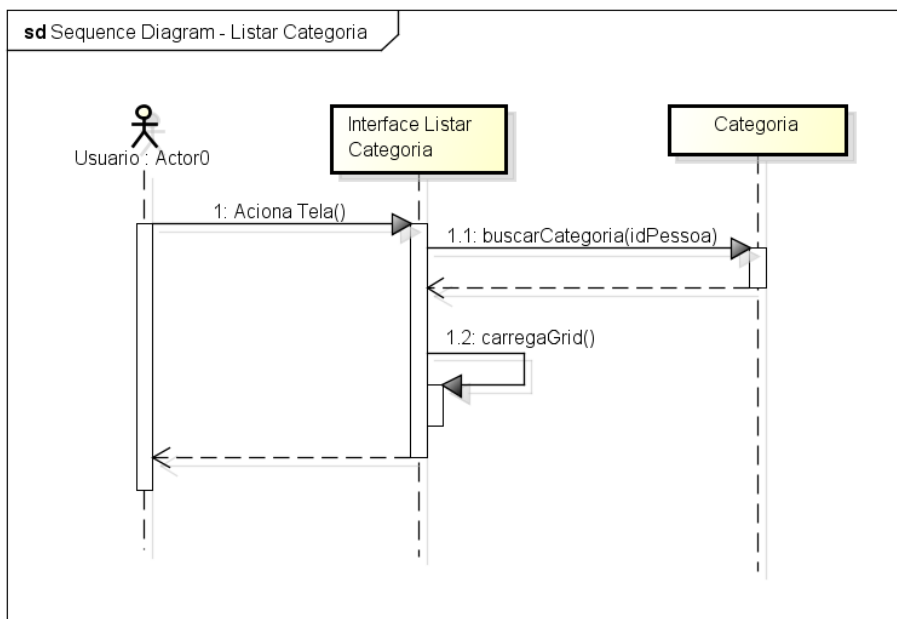 sd Sequence Diagram - Listar Categoria
Usuario : Actor0
Interface Listar
Categoria
Categoria
1: Aciona Tela()
1.1: buscarCategoria(idPessoa)
1.2: carregaGrid()